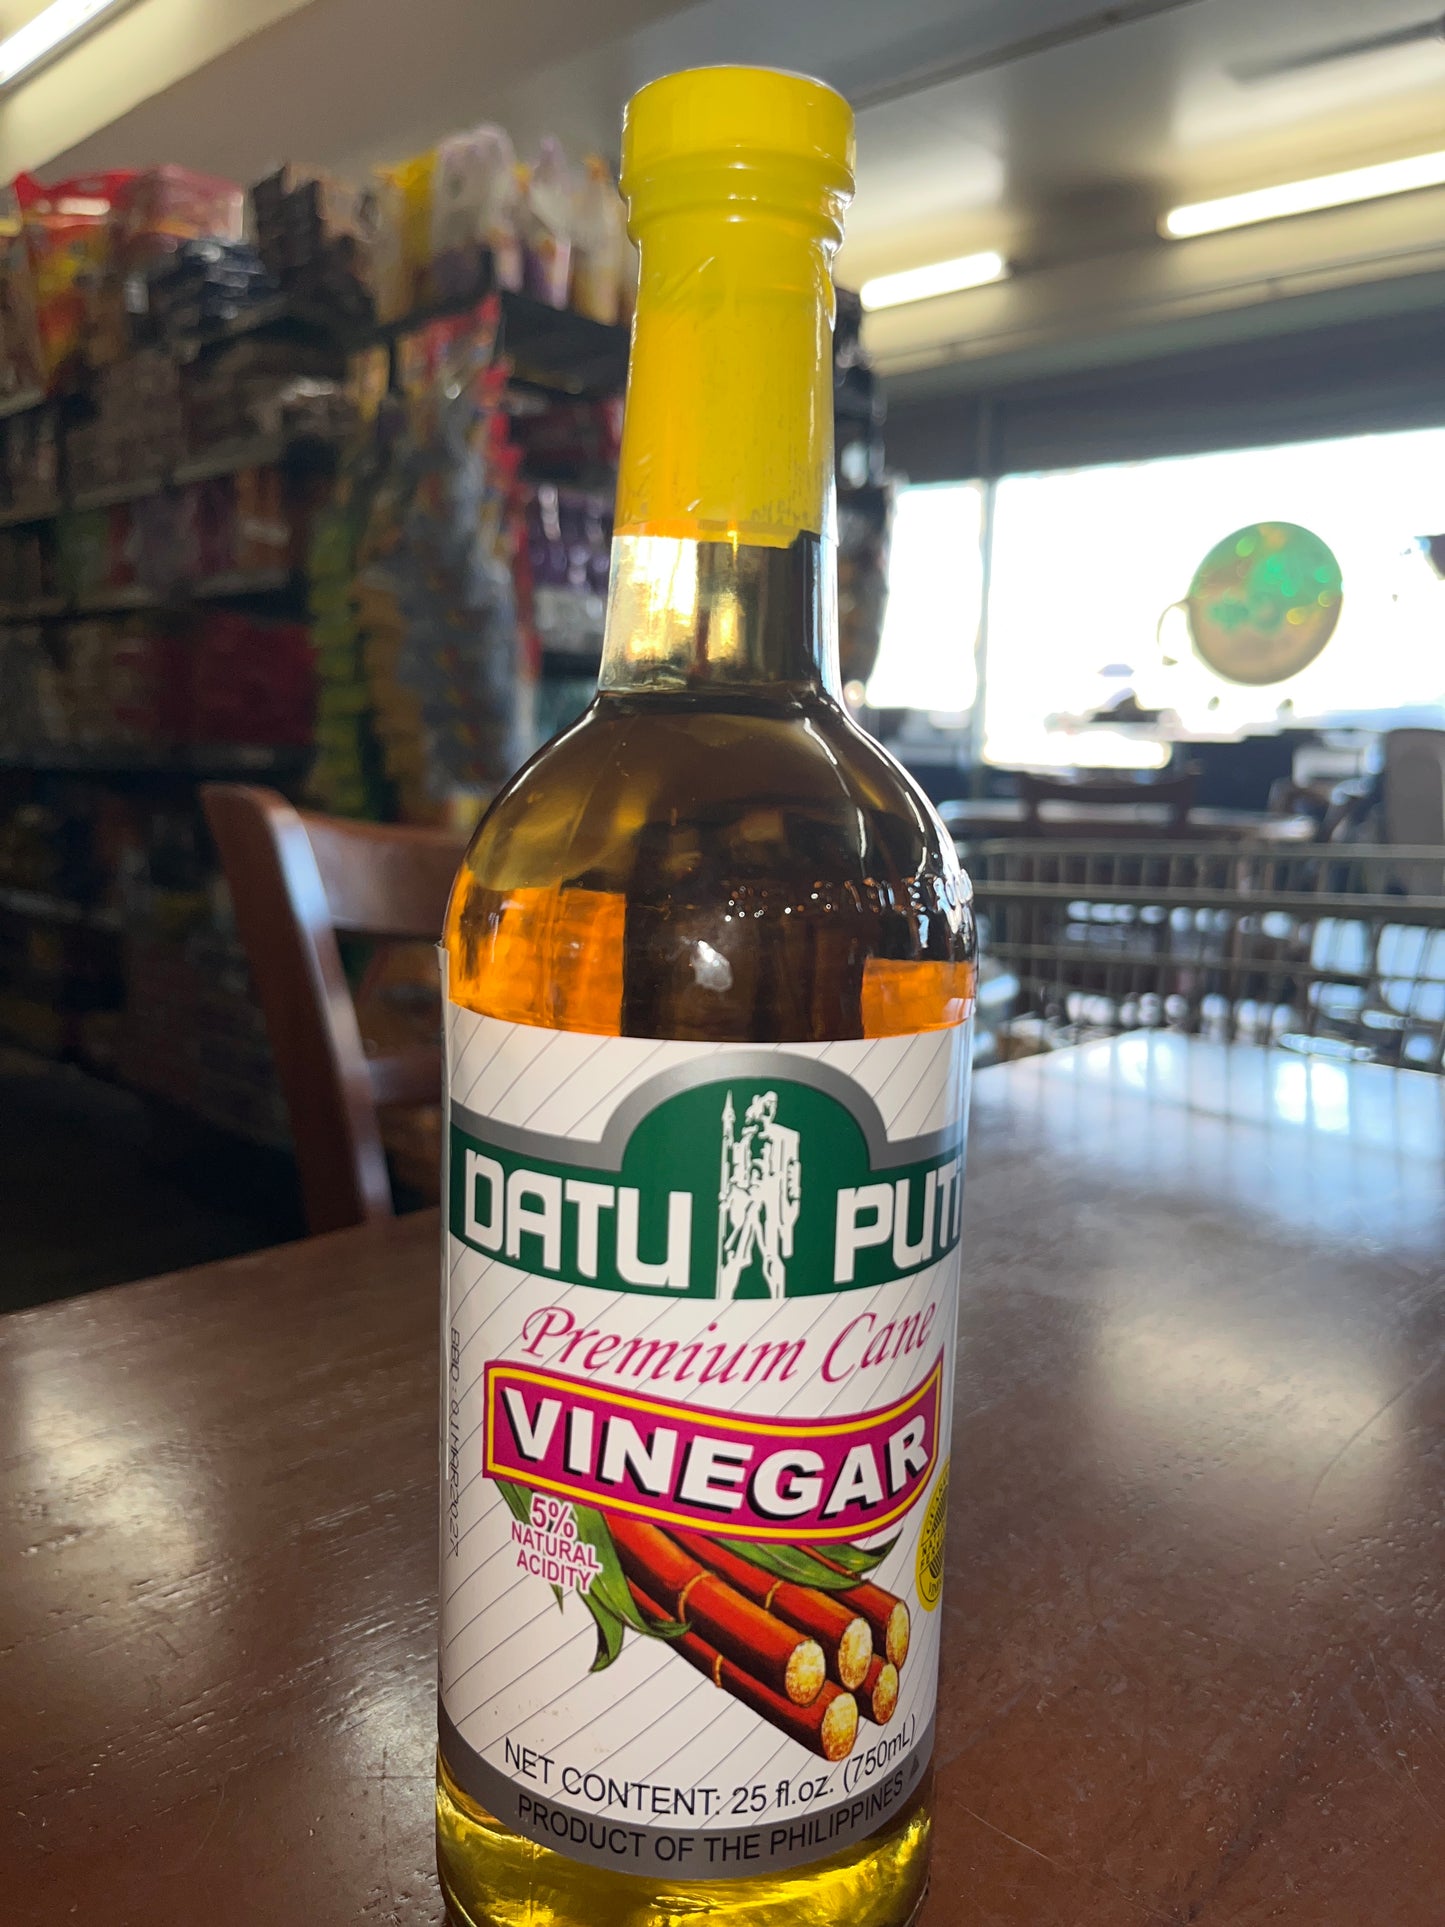 DATU PUTI
Premium Cane
VINEGAR
5%
NATURAL
ACIDITY
NET CONTENT: 25 fl.oz. (750mL)
PRODUCT OF THE PHILIPPINES